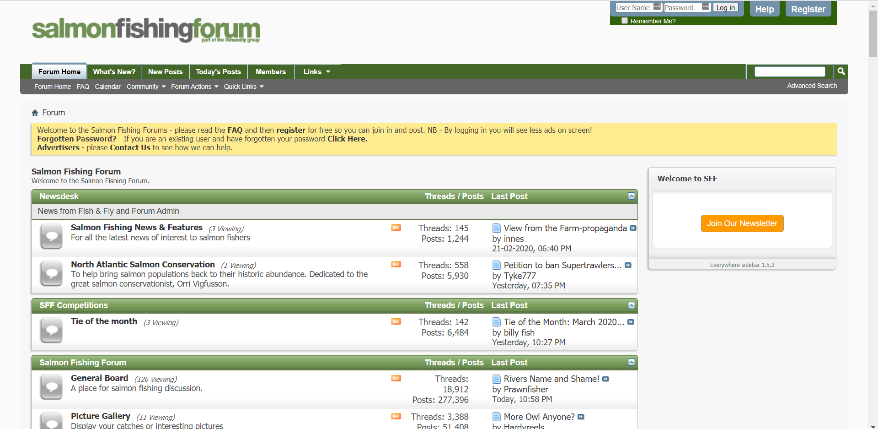 salmonfishingforum
part of the fish&fly group
User Name
Password
Log in
Remember Me?
Help
Register
Forum Home
What's New?
New Posts
Today's Posts
Members
Links
Forum Home
FAQ
Calendar
Community
Forum Actions
Quick Links
Advanced Search
Forum
Welcome to the Salmon Fishing Forums - please read the FAQ and then register for free so you can join in and post. NB - By logging in you will see less ads on screen!
Forgotten Password? - If you are an existing user and have forgotten your password Click Here.
Advertisers - please Contact Us to see how we can help.
Salmon Fishing Forum
Welcome to the Salmon Fishing Forum.
Newsdesk Threads / Posts Last Post
News from Fish & Fly and Forum Admin
Salmon Fishing News & Features (3 Viewing)
For all the latest news of interest to salmon fishers
Threads: 145
Posts: 1,244
View from the Farm-propaganda
by innes
21-02-2020, 06:40 PM
North Atlantic Salmon Conservation (1 Viewing)
To help bring salmon populations back to their historic abundance. Dedicated to the
great salmon conservationist, Orri Vigfusson.
Threads: 558
Posts: 5,930
Petition to ban Supertrawlers...
by Tyke777
Yesterday, 07:35 PM
SFF Competitions Threads / Posts Last Post
Tie of the month (3 Viewing)
Threads: 142
Posts: 6,484
Tie of the Month: March 2020...
by billy fish
Yesterday, 10:27 PM
Salmon Fishing Forum Threads / Posts Last Post
General Board (126 Viewing)
A place for salmon fishing discussion.
Threads:
18,912
Posts: 277,396
Rivers Name and Shame!
by Prawnfisher
Today, 10:58 PM
Picture Gallery (11 Viewing)
Display your catches or interesting pictures
Threads: 3,388
Posts: 51,408
More Owl Anyone?
by Hardyreels
Welcome to SFF
Join Our Newsletter
Everywhere sidebar 1.5.3